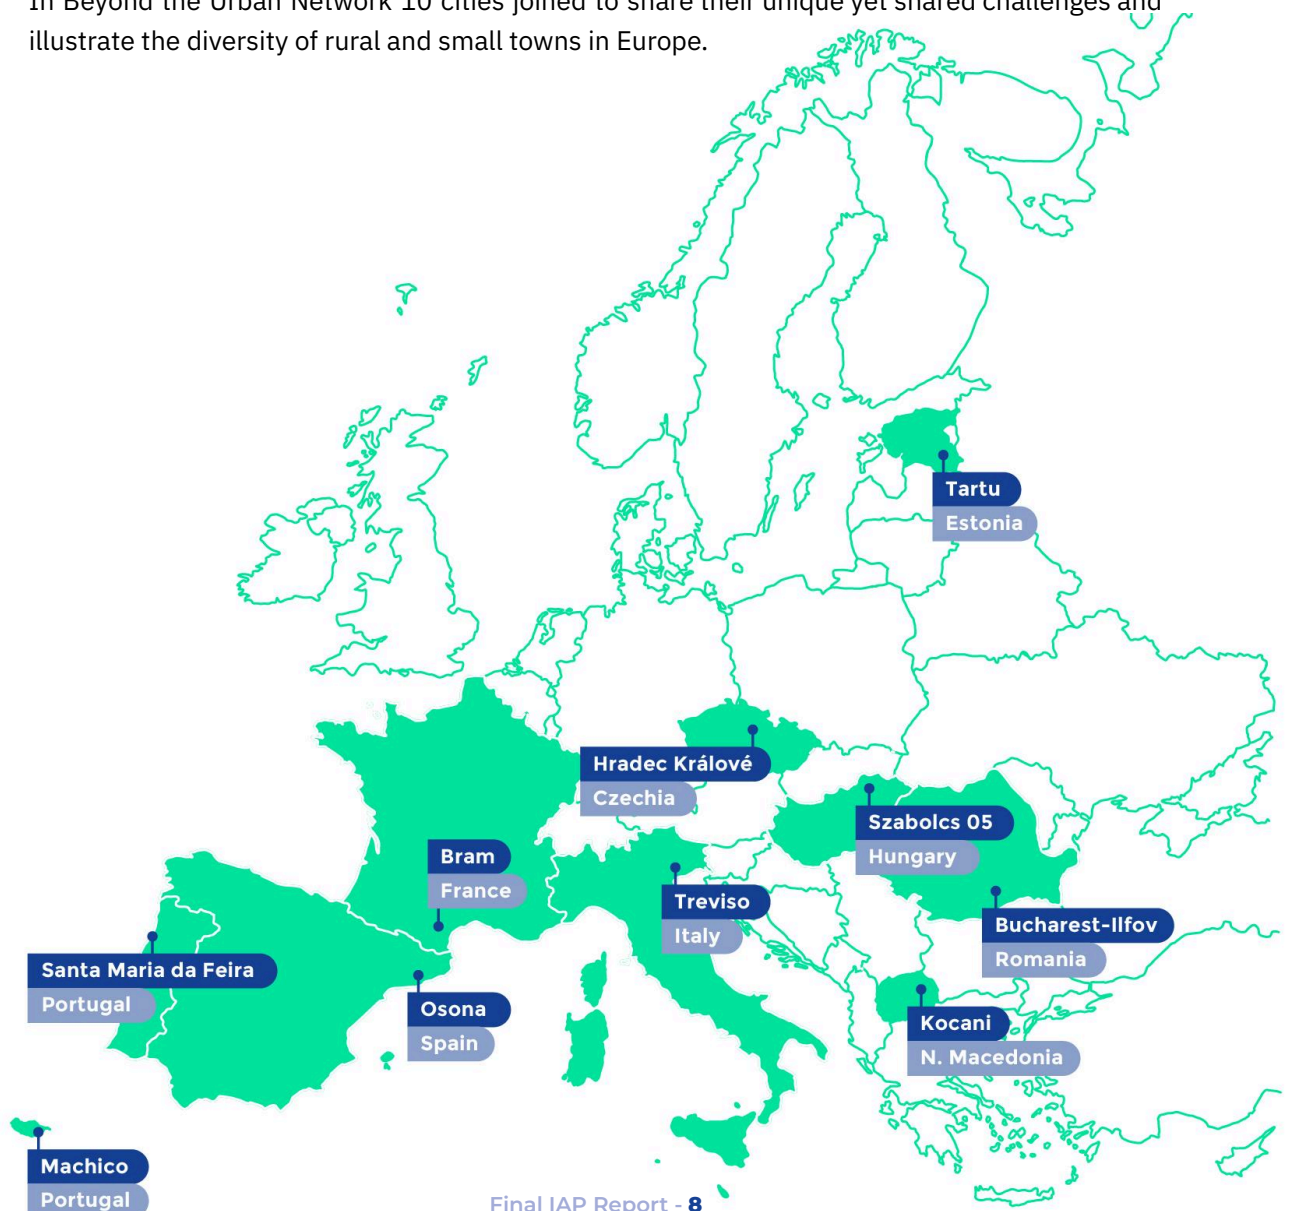 In Beyond the Urban Network 10 cities joined to share their unique yet shared challenges and
illustrate the diversity of rural and small towns in Europe.
Tartu
Estonia
Hradec Králové
Czechia
Szabolcs 05
Hungary
Bram
France
Treviso
Italy
Bucharest-Ilfov
Romania
Santa Maria da Feira
Portugal
Osona
Spain
Kocani
N. Macedonia
Machico
Portugal
Final IAP Report - 8